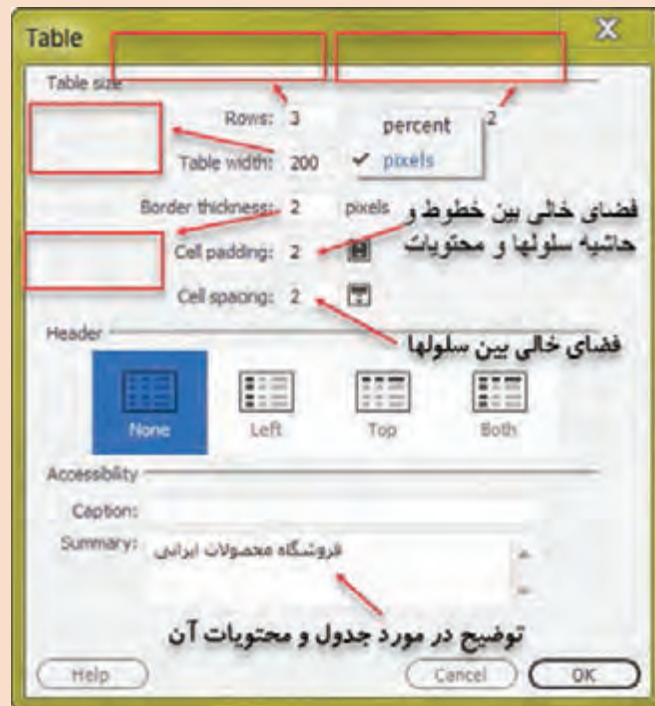 Table
Table size
Rows: 3
percent
2
Table width: 200
✓ pixels
Border thickness: 2 pixels
فضای خالی بین خطوط و
حاشیه سلولها و محتویات
Cell padding: 2
Cell spacing: 2
فضای خالی بین سلولها
Header
None Left Top Both
Accessibility
Caption:
Summary: فروشگاه محصولات ایرانی
توضیح در مورد جدول و محتویات آن
Help Cancel OK